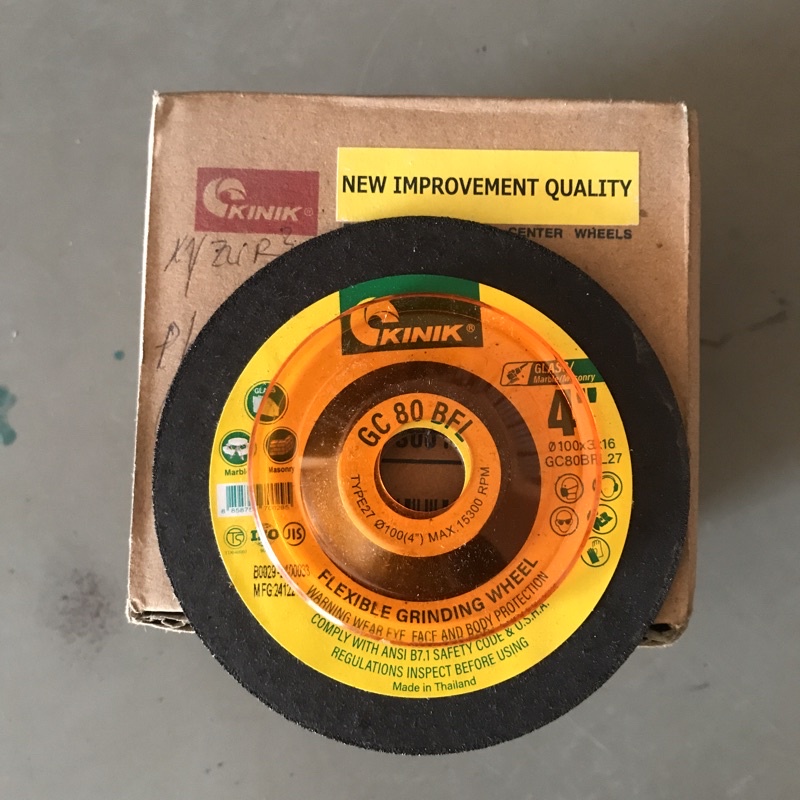 KINIK®
NEW IMPROVEMENT QUALITY
CENTER WHEELS
KINIK®
GLASS/
Marble/Masonry
4"
Ø100x3x16
GC80BFL27
GC 80 BFL
TYPE27 Ø100(4") MAX.15300 RPM
Masonry
JIS
FLEXIBLE GRINDING WHEEL
WARNING WEAR EYE, FACE AND BODY PROTECTION
COMPLY WITH ANSI B7.1 SAFETY CODE & O.S.H.A.
REGULATIONS INSPECT BEFORE USING
Made in Thailand